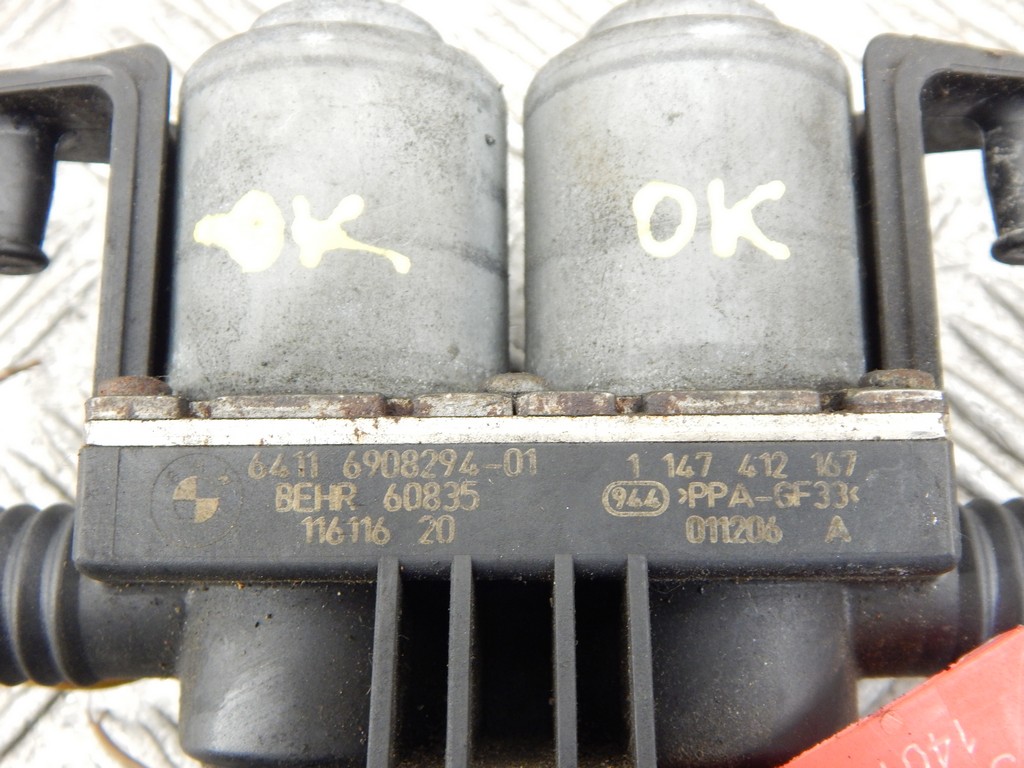 OK OK
6411 6908294-01 1 147 412 167
BEHR 60835 944 >PPA-GF33<
116116 20 011206 A